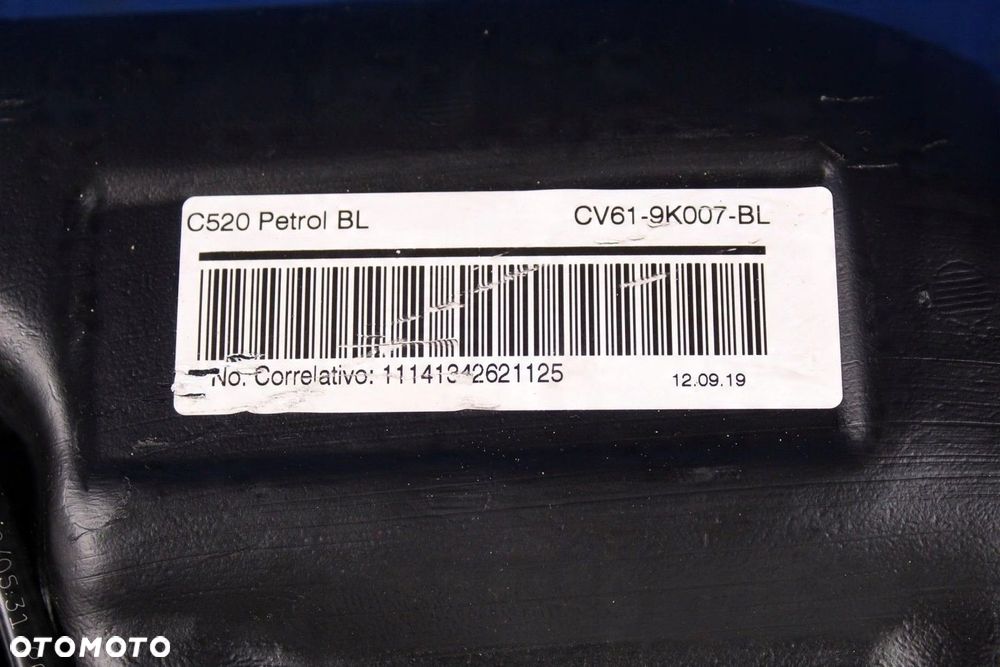 C520 Petrol BL CV61-9K007-BL
No. Correlativo: 11141342621125 12.09.19
OTOMOTO